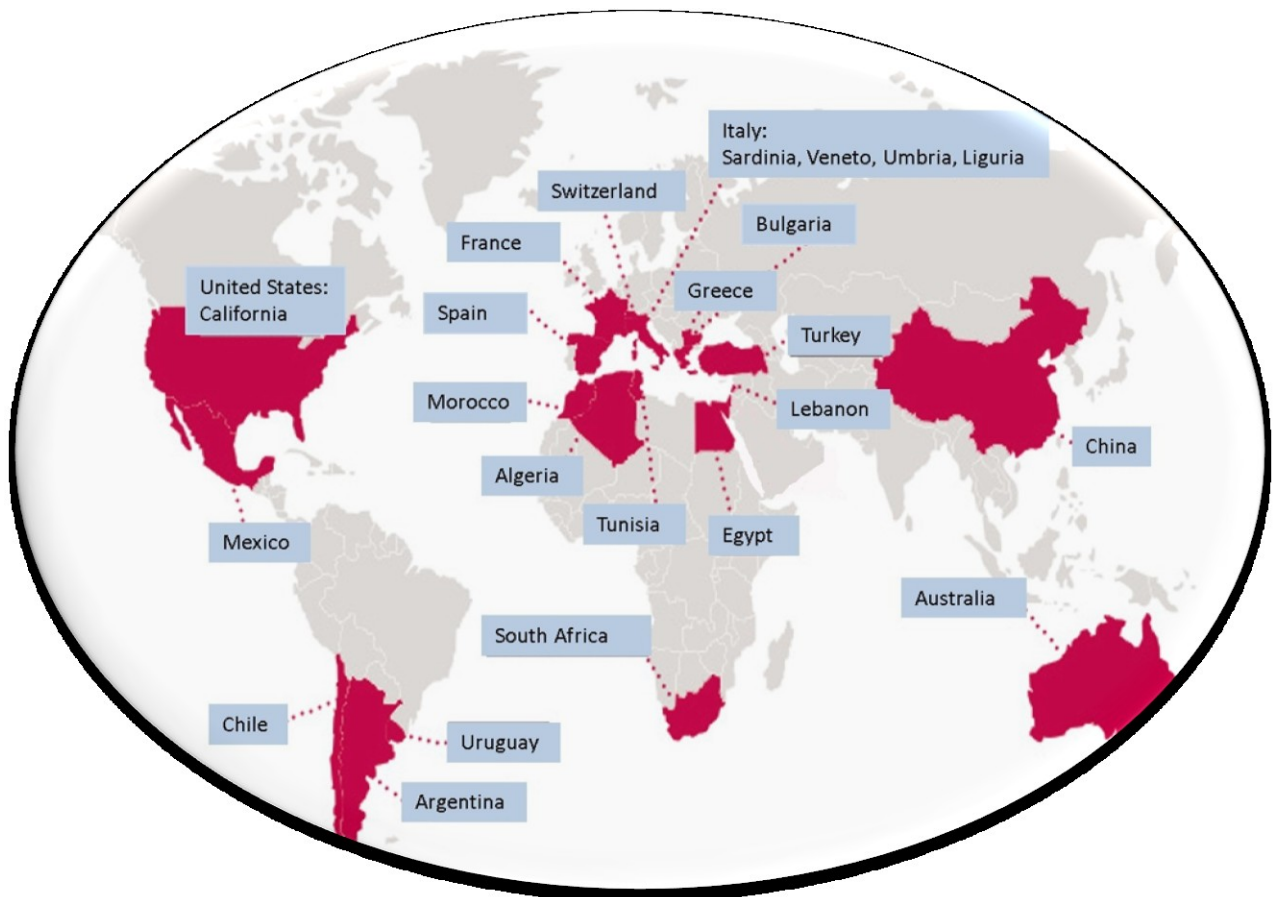 Italy:
Sardinia, Veneto, Umbria, Liguria
Switzerland
Bulgaria
France
United States:
California
Greece
Spain
Turkey
Morocco
Lebanon
China
Algeria
Tunisia
Egypt
Mexico
Australia
South Africa
Chile
Uruguay
Argentina